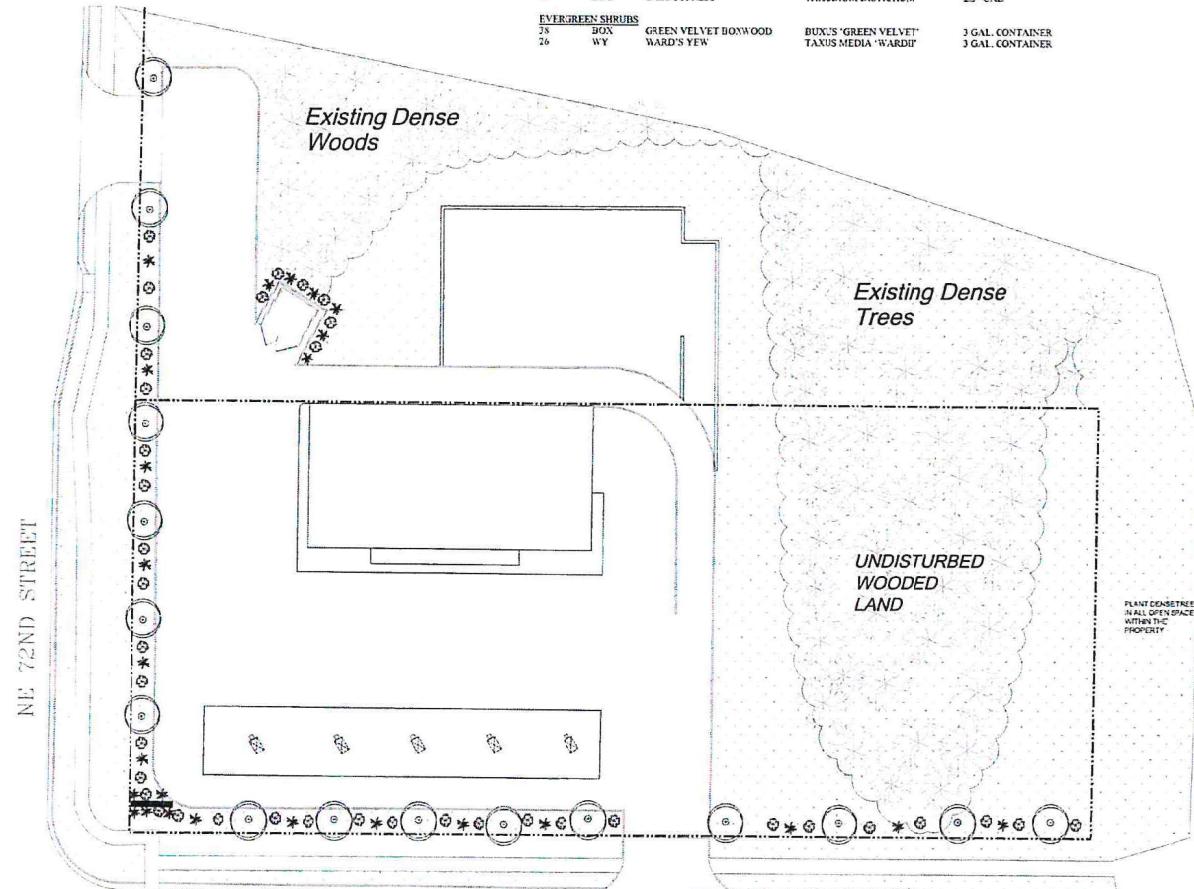 EVERGREEN SHRUBS
38 BOX GREEN VELVET BOXWOOD BUXUS 'GREEN VELVET' 3 GAL. CONTAINER
26 WY WARD'S YEW TAXUS MEDIA 'WARDII' 3 GAL. CONTAINER
Existing Dense
Woods
Existing Dense
Trees
UNDISTURBED
WOODED
LAND
PLANT DENSETREE
IN ALL OPEN SPACE
WITHIN THE
PROPERTY
NE 72ND STREET